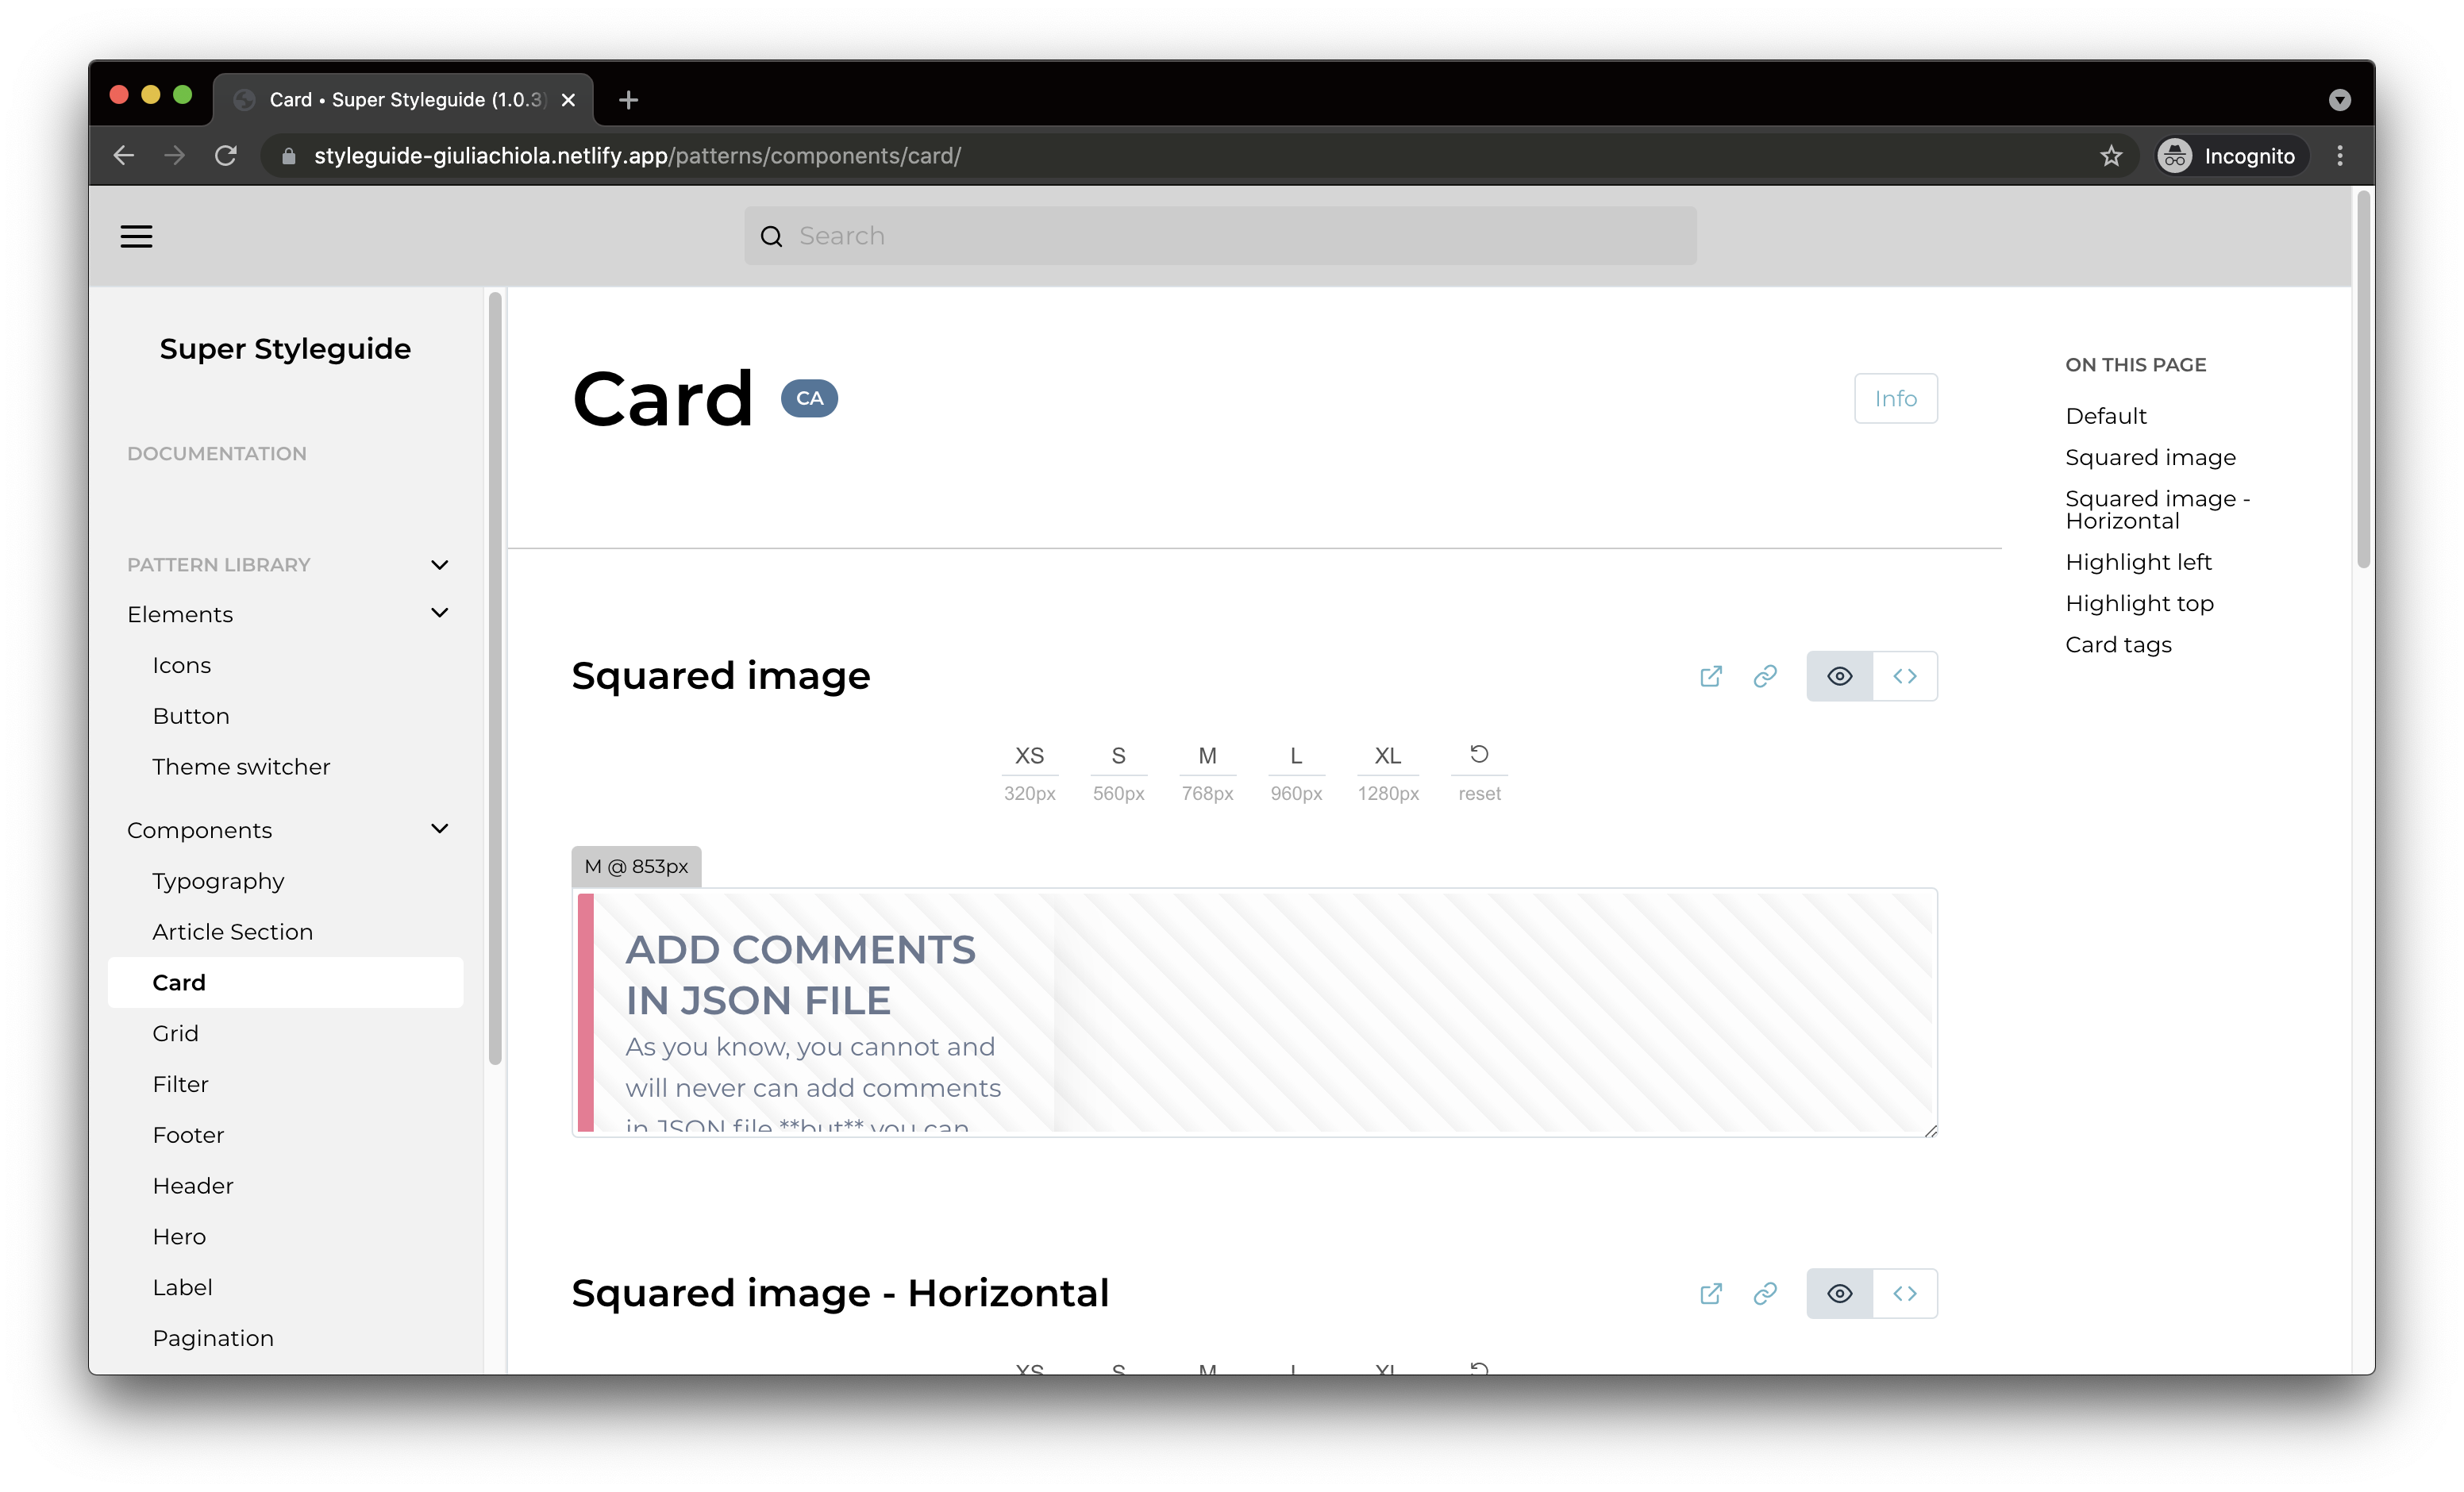 Card • Super Styleguide (1.0.3)
styleguide-giuliachiola.netlify.app/patterns/components/card/
Incognito
Search
Super Styleguide
DOCUMENTATION
PATTERN LIBRARY
Elements
Icons
Button
Theme switcher
Components
Typography
Article Section
Card
Grid
Filter
Footer
Header
Hero
Label
Pagination
Card CA
Info
Squared image
XS S M L XL
320px 560px 768px 960px 1280px reset
M @ 853px
ADD COMMENTS
IN JSON FILE
As you know, you cannot and
will never can add comments
in JSON file **but** you can
Squared image - Horizontal
XS S M L XL
ON THIS PAGE
Default
Squared image
Squared image -
Horizontal
Highlight left
Highlight top
Card tags